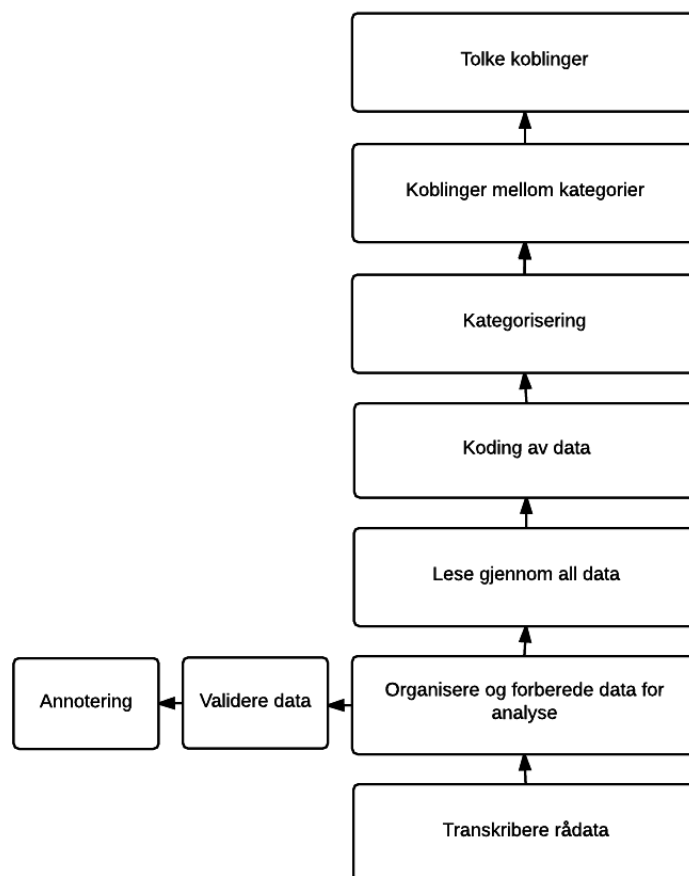 Tolke koblinger
Koblinger mellom kategorier
Kategorisering
Koding av data
Lese gjennom all data
Annotering
Validere data
Organisere og forberede data for
analyse
Transkribere rådata